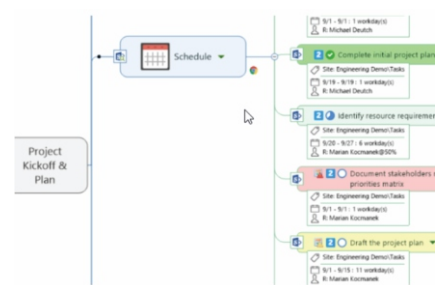 9/1 - 9/1 : 1 workday(s)
R: Michael Deutch
Schedule
Complete initial project plan
Site: Engineering Demo\Tasks
9/19 - 9/19 : 1 workday(s)
R: Michael Deutch
Identify resource requiremen
Site: Engineering Demo\Tasks
9/20 - 9/27 : 6 workday(s)
R: Marian Kocmanek@50%
Project
Kickoff &
Plan
Document stakeholders
priorities matrix
Site: Engineering Demo\Tasks
9/1 - 9/1 : 1 workday(s)
R: Marian Kocmanek
Draft the project plan
Site: Engineering Demo\Tasks
9/1 - 9/15 : 11 workday(s)
R: Marian Kocmanek